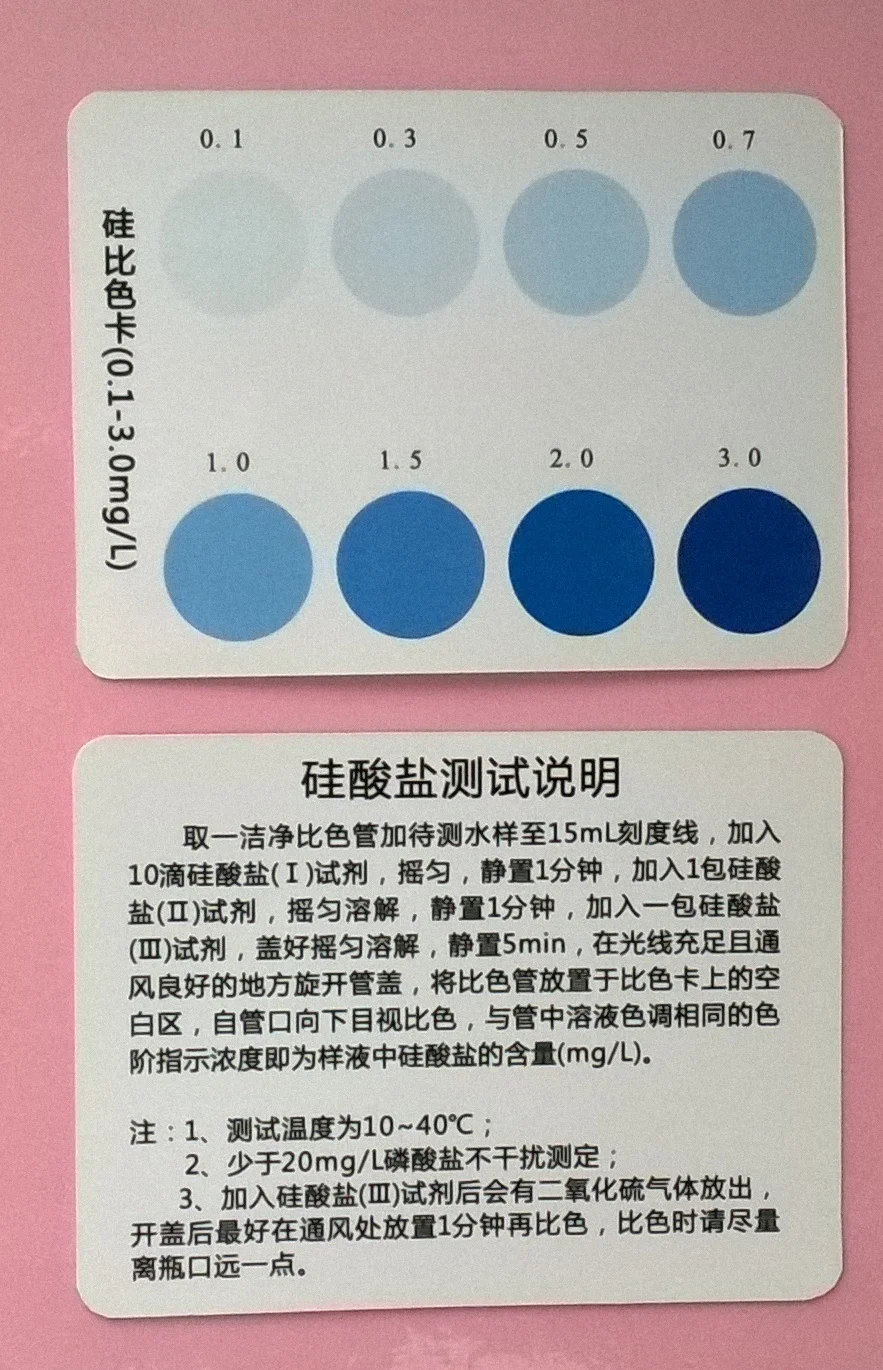 0.1 0.3 0.5 0.7
硅比色卡(0.1-3.0mg/L)
1.0 1.5 2.0 3.0
硅酸盐测试说明
取一洁净比色管加待测水样至15mL刻度线，加入
10滴硅酸盐(Ⅰ)试剂，摇匀，静置1分钟，加入1包硅酸
盐(Ⅱ)试剂，摇匀溶解，静置1分钟，加入一包硅酸盐
(Ⅲ)试剂，盖好摇匀溶解，静置5min，在光线充足且通
风良好的地方旋开管盖，将比色管放置于比色卡上的空
白区，自管口向下目视比色，与管中溶液色调相同的色
阶指示浓度即为样液中硅酸盐的含量(mg/L)。
注：1、测试温度为10~40℃；
2、少于20mg/L磷酸盐不干扰测定；
3、加入硅酸盐(Ⅲ)试剂后会有二氧化硫气体放出，
开盖后最好在通风处放置1分钟再比色，比色时请尽量
离瓶口远一点。